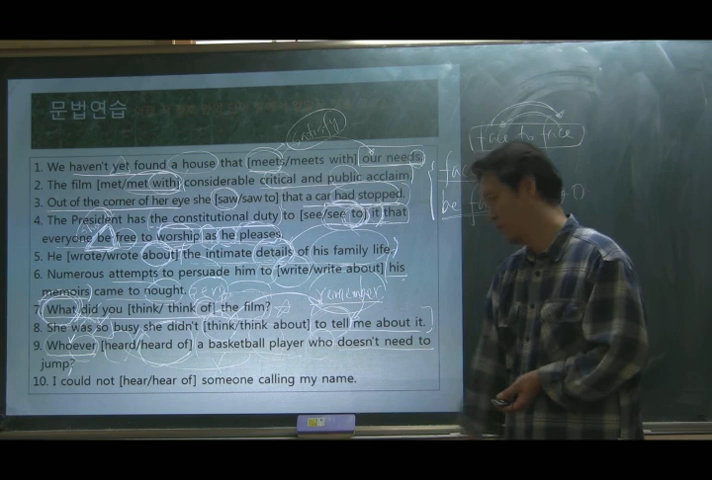 문법연습
satisfy
face to face
1. We haven't yet found a house that [meets/meets with] our needs.
2. The film [met/met with] considerable critical and public acclaim.
3. Out of the corner of her eye she [saw/saw to] that a car had stopped.
4. The President has the constitutional duty to [see/see to] it that
everyone be free to worship as he pleases.
5. He [wrote/wrote about] the intimate details of his family life.
6. Numerous attempts to persuade him to [write/write about] his
memoirs came to nought.
remember
7. What did you [think/ think of] the film?
8. She was so busy she didn't [think/think about] to tell me about it.
9. Whoever [heard/heard of] a basketball player who doesn't need to
jump?
10. I could not [hear/hear of] someone calling my name.